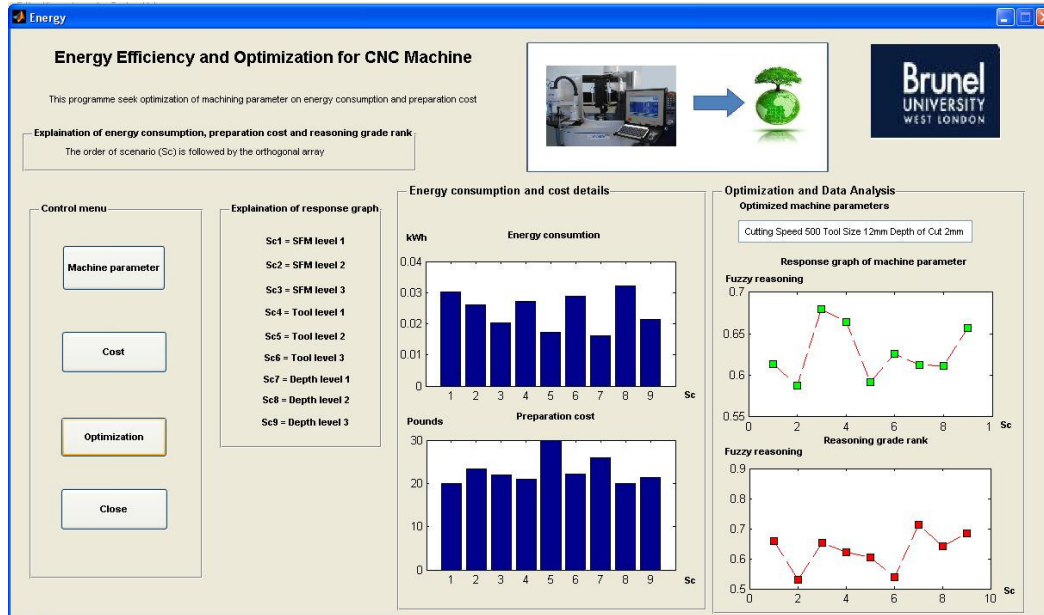 Energy
Energy Efficiency and Optimization for CNC Machine
This programme seek optimization of machining parameter on energy consumption and preparation cost
Explaination of energy consumption, preparation cost and reasoning grade rank
The order of scenario (Sc) is followed by the orthogonal array
Brunel
UNIVERSITY
WEST LONDON
Control menu
Machine parameter
Cost
Optimization
Close
Explaination of response graph
Sc1 = SFM level 1
Sc2 = SFM level 2
Sc3 = SFM level 3
Sc4 = Tool level 1
Sc5 = Tool level 2
Sc6 = Tool level 3
Sc7 = Depth level 1
Sc8 = Depth level 2
Sc9 = Depth level 3
Energy consumption and cost details
kWh
Energy consumtion
0.04
0.03
0.02
0.01
0
1 2 3 4 5 6 7 8 9 Sc
Preparation cost
Pounds
30
20
10
0
1 2 3 4 5 6 7 8 9 Sc
Optimization and Data Analysis
Optimized machine parameters
Cutting Speed 500 Tool Size 12mm Depth of Cut 2mm
Response graph of machine parameter
Fuzzy reasoning
0.7
0.65
0.6
0.55
0 2 4 6 8 1 Sc
Reasoning grade rank
Fuzzy reasoning
0.9
0.8
0.7
0.6
0.5
0 2 4 6 8 10 Sc